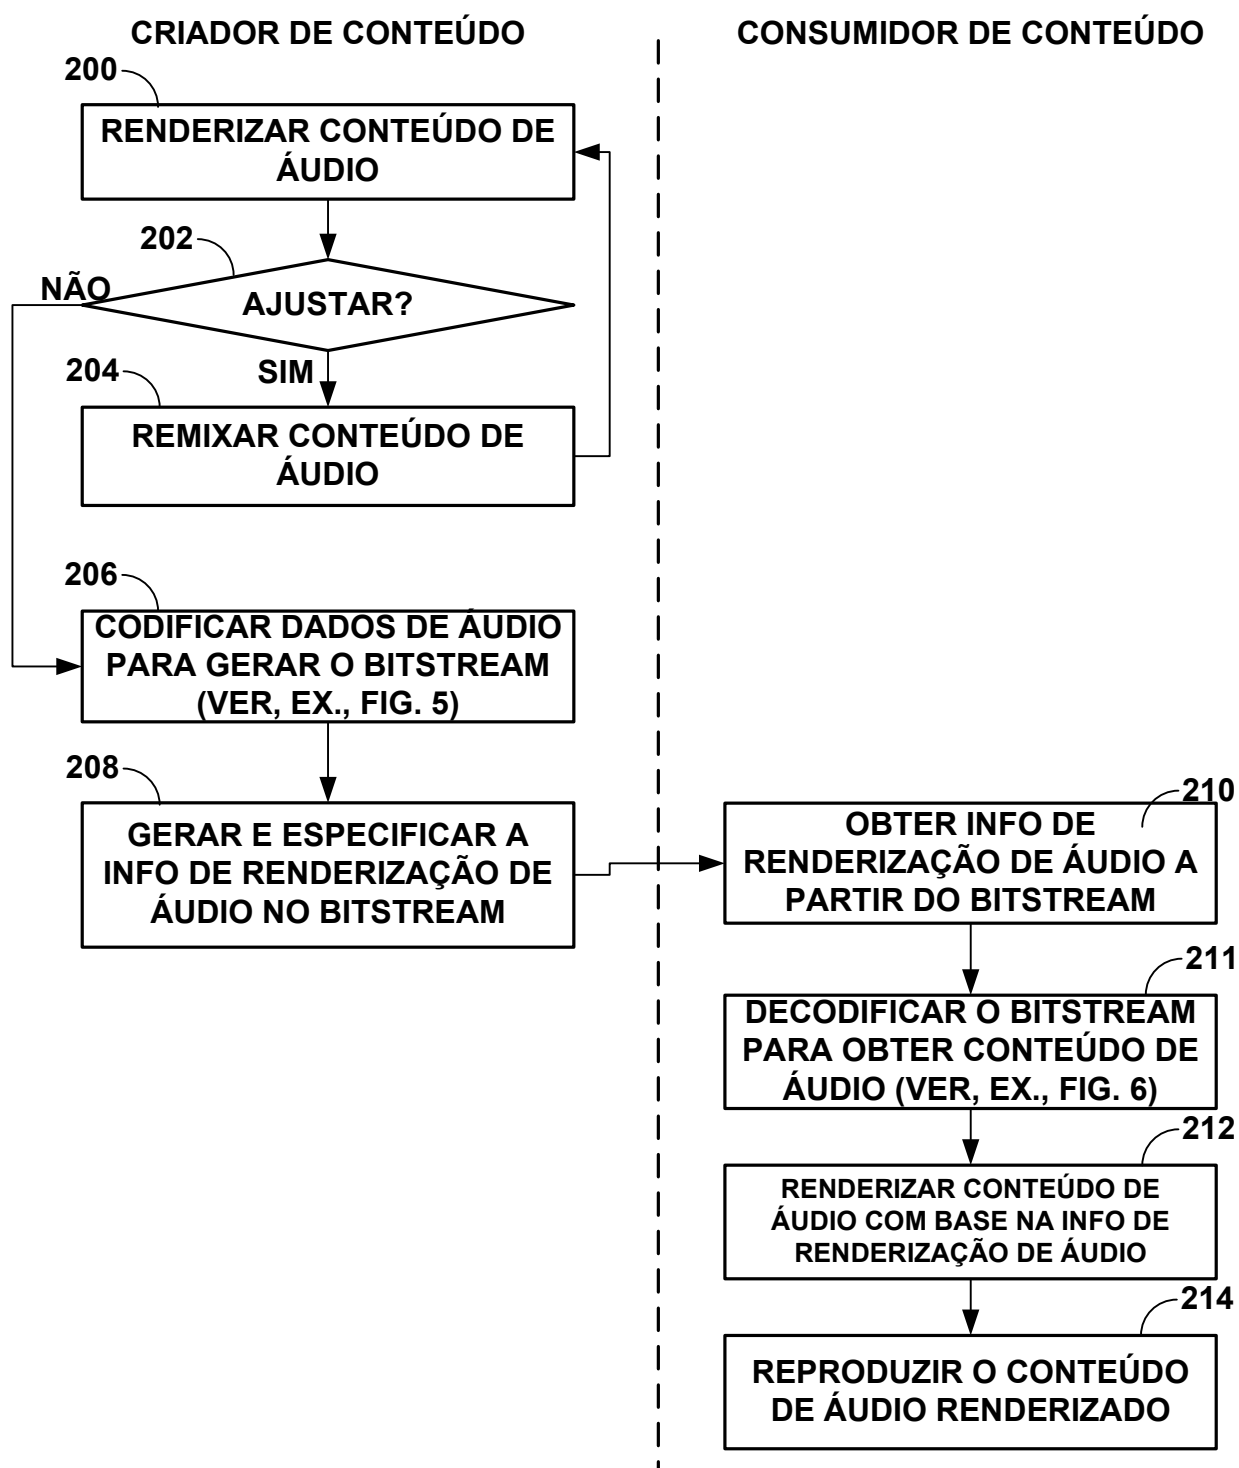 CRIADOR DE CONTEÚDO
CONSUMIDOR DE CONTEÚDO
200
RENDERIZAR CONTEÚDO DE
ÁUDIO
202
NÃO
AJUSTAR?
SIM
204
REMIXAR CONTEÚDO DE
ÁUDIO
206
CODIFICAR DADOS DE ÁUDIO
PARA GERAR O BITSTREAM
(VER, EX., FIG. 5)
208
GERAR E ESPECIFICAR A
INFO DE RENDERIZAÇÃO DE
ÁUDIO NO BITSTREAM
210
OBTER INFO DE
RENDERIZAÇÃO DE ÁUDIO A
PARTIR DO BITSTREAM
211
DECODIFICAR O BITSTREAM
PARA OBTER CONTEÚDO DE
ÁUDIO (VER, EX., FIG. 6)
212
RENDERIZAR CONTEÚDO DE
ÁUDIO COM BASE NA INFO DE
RENDERIZAÇÃO DE ÁUDIO
214
REPRODUZIR O CONTEÚDO
DE ÁUDIO RENDERIZADO